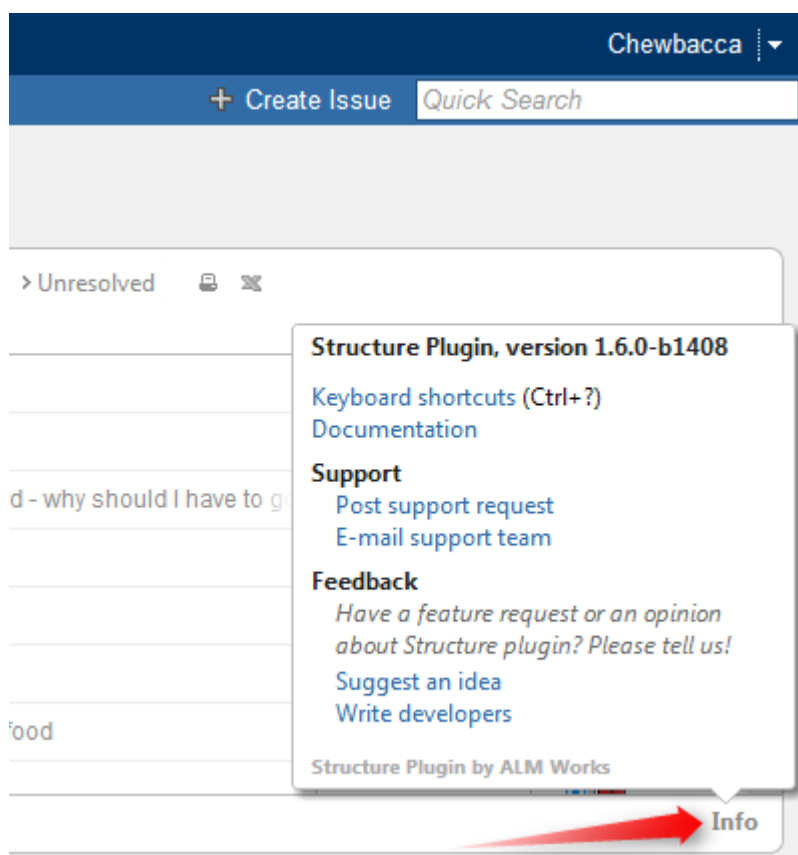 Chewbacca
+ Create Issue Quick Search
> Unresolved
Structure Plugin, version 1.6.0-b1408
Keyboard shortcuts (Ctrl+?)
Documentation
Support
d - why should I have to
Post support request
E-mail support team
Feedback
Have a feature request or an opinion
about Structure plugin? Please tell us!
Suggest an idea
Write developers
food
Structure Plugin by ALM Works
Info